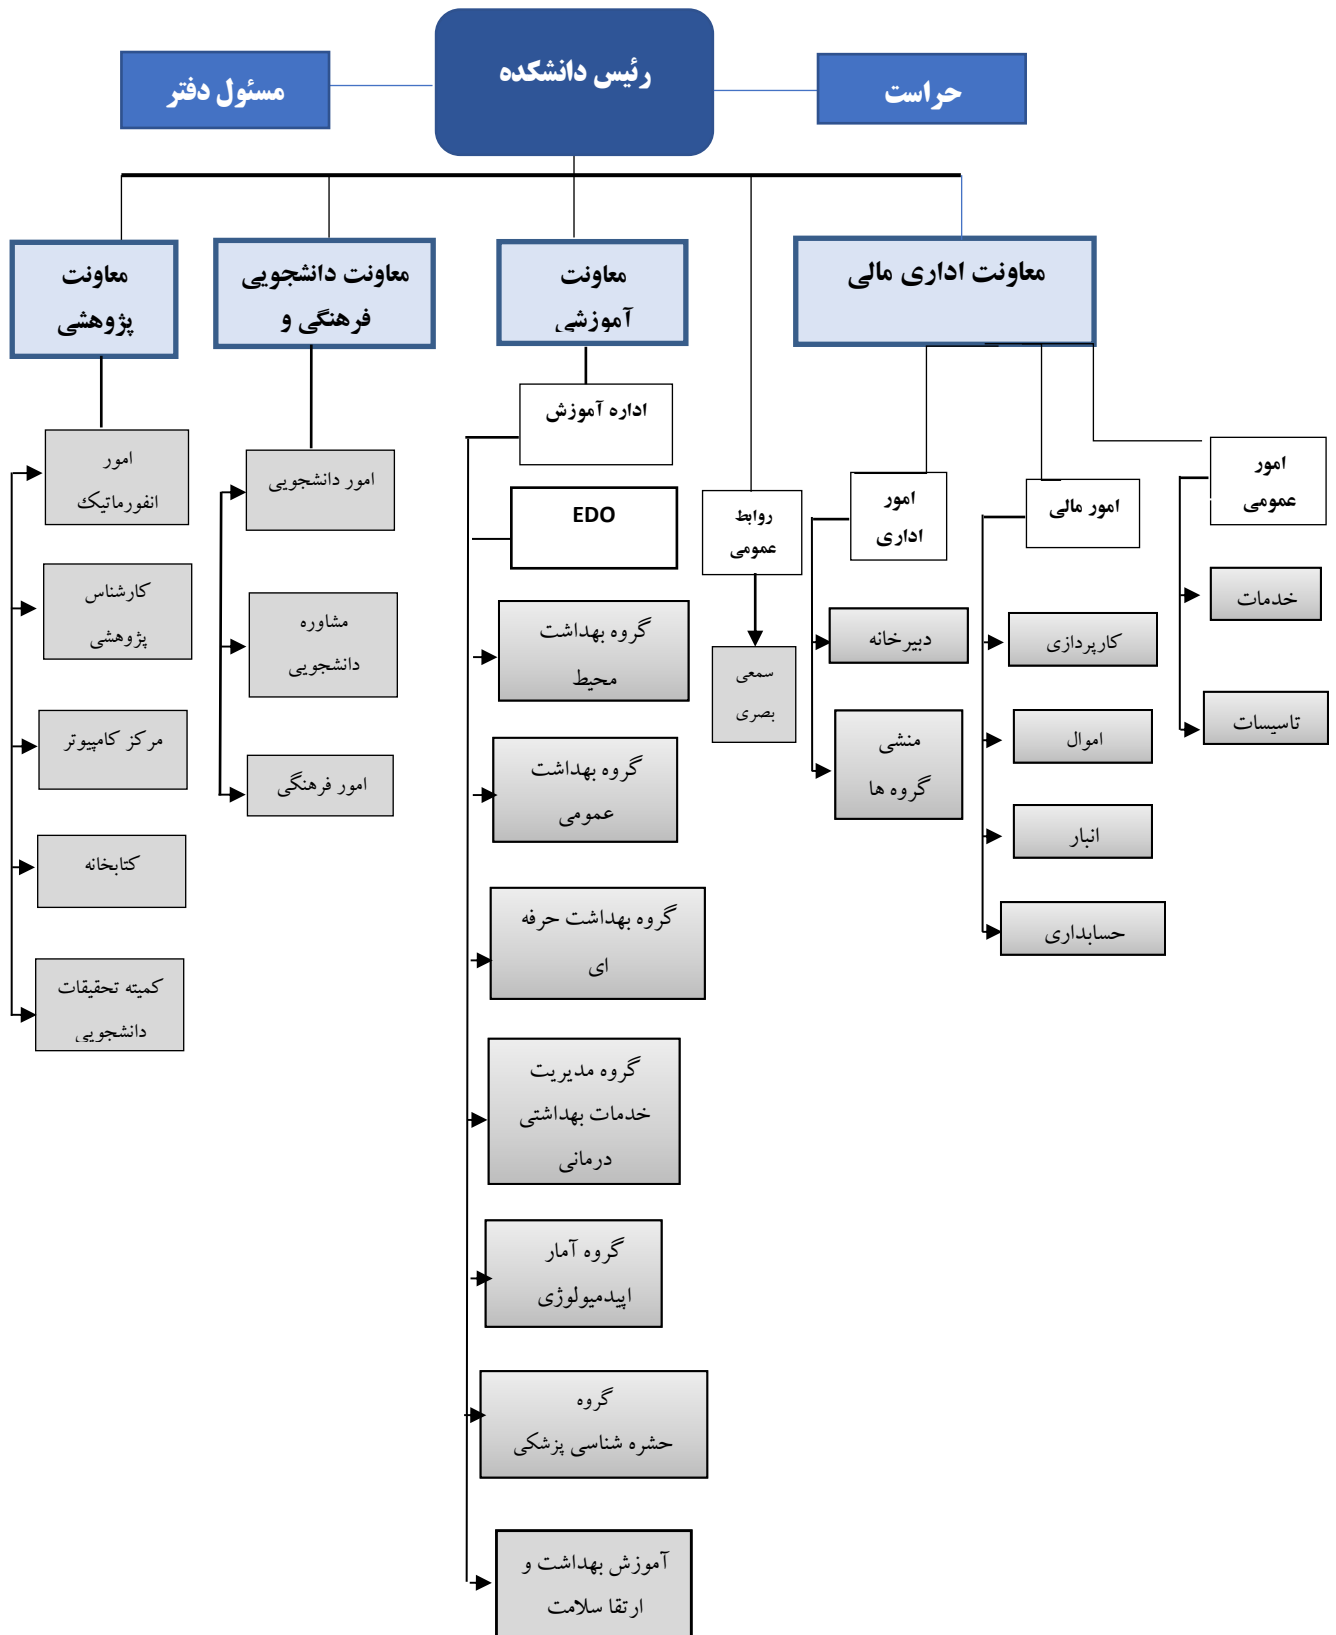 رئیس دانشکده
حراست
مسئول دفتر
معاونت اداری مالی
معاونت
آموزشی
معاونت دانشجویی
فرهنگی و
معاونت
پژوهشی
امور
عمومی
خدمات
تاسیسات
امور مالی
کارپردازی
اموال
انبار
حسابداری
امور
اداری
دبیرخانه
منشی
گروه ها
روابط
عمومی
سمعی
بصری
اداره آموزش
EDO
گروه بهداشت
محیط
گروه بهداشت
عمومی
گروه بهداشت حرفه
ای
گروه مدیریت
خدمات بهداشتی
درمانی
گروه آمار
اپیدمیولوژی
گروه
حشره شناسی پزشکی
آموزش بهداشت و
ارتقا سلامت
امور دانشجویی
مشاوره
دانشجویی
امور فرهنگی
امور
انفورماتیک
کارشناس
پژوهشی
مرکز کامپیوتر
کتابخانه
کمیته تحقیقات
دانشجویی